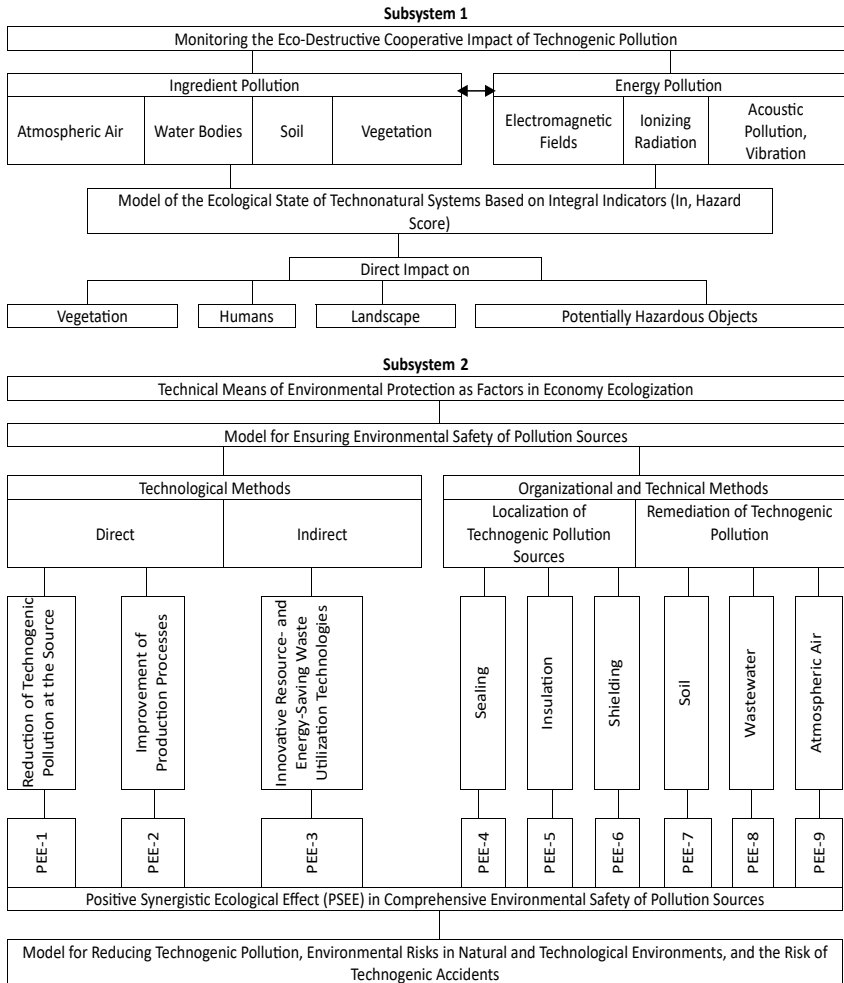 Subsystem 1
Monitoring the Eco-Destructive Cooperative Impact of Technogenic Pollution
Ingredient Pollution
Energy Pollution
Atmospheric Air
Water Bodies
Soil
Vegetation
Electromagnetic
Fields
Ionizing
Radiation
Acoustic
Pollution,
Vibration
Model of the Ecological State of Technonatural Systems Based on Integral Indicators (In, Hazard
Score)
Direct Impact on
Vegetation
Humans
Landscape
Potentially Hazardous Objects
Subsystem 2
Technical Means of Environmental Protection as Factors in Economy Ecologization
Model for Ensuring Environmental Safety of Pollution Sources
Technological Methods
Organizational and Technical Methods
Direct
Indirect
Localization of
Technogenic Pollution
Sources
Remediation of Technogenic
Pollution
Reduction of Technogenic
Pollution at the Source
Improvement of
Production Processes
Innovative Resource- and
Energy-Saving Waste
Utilization Technologies
Sealing
Insulation
Shielding
Soil
Wastewater
Atmospheric Air
PEE-1
PEE-2
PEE-3
PEE-4
PEE-5
PEE-6
PEE-7
PEE-8
PEE-9
Positive Synergistic Ecological Effect (PSEE) in Comprehensive Environmental Safety of Pollution Sources
Model for Reducing Technogenic Pollution, Environmental Risks in Natural and Technological Environments, and the Risk of
Technogenic Accidents